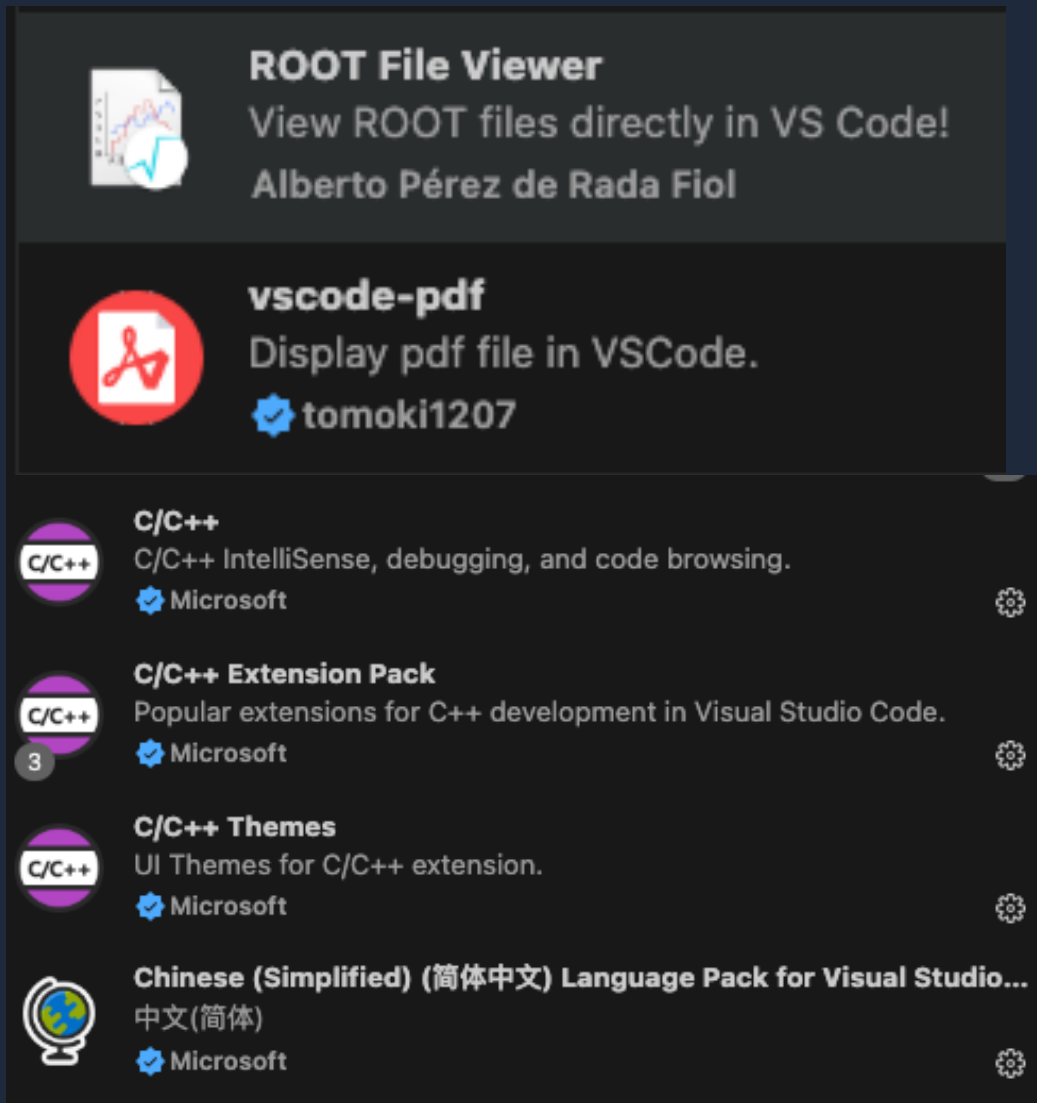 ROOT File Viewer
View ROOT files directly in VS Code!
Alberto Pérez de Rada Fiol
vscode-pdf
Display pdf file in VSCode.
tomoki1207
C/C++
C/C++
C/C++ IntelliSense, debugging, and code browsing.
Microsoft
C/C++
C/C++ Extension Pack
Popular extensions for C++ development in Visual Studio Code.
3
Microsoft
C/C++
C/C++ Themes
UI Themes for C/C++ extension.
Microsoft
Chinese (Simplified) (简体中文) Language Pack for Visual Studio...
中文(简体)
Microsoft